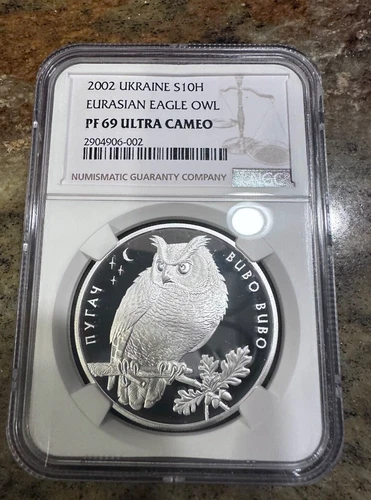 2002 UKRAINE S10H
EURASIAN EAGLE OWL
PF 69 ULTRA CAMEO
2904906-002
NUMISMATIC GUARANTY COMPANY
NGC
ПУГАЧ
BUBO BUBO